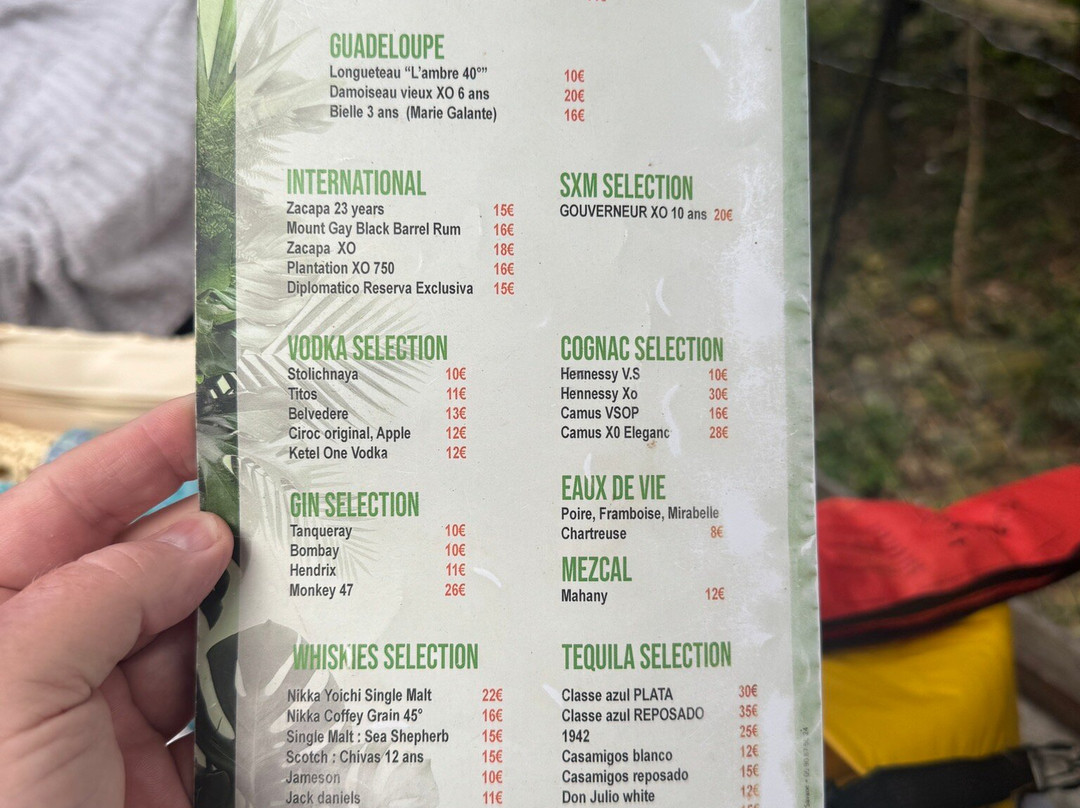 GUADELOUPE
Longueteau “L'ambre 40°” 10€
Damoiseau vieux XO 6 ans 20€
Bielle 3 ans (Marie Galante) 16€
INTERNATIONAL
Zacapa 23 years 15€
Mount Gay Black Barrel Rum 16€
Zacapa XO 18€
Plantation XO 750 16€
Diplomatico Reserva Exclusiva 15€
SXM SELECTION
GOUVERNEUR XO 10 ans 20€
VODKA SELECTION
Stolichnaya 10€
Titos 11€
Belvedere 13€
Ciroc original, Apple 12€
Ketel One Vodka 12€
COGNAC SELECTION
Hennessy V.S 10€
Hennessy Xo 30€
Camus VSOP 16€
Camus X0 Eleganc 28€
GIN SELECTION
Tanqueray 10€
Bombay 10€
Hendrix 11€
Monkey 47 26€
EAUX DE VIE
Poire, Framboise, Mirabelle
Chartreuse 8€
MEZCAL
Mahany 12€
WHISKIES SELECTION
Nikka Yoichi Single Malt 22€
Nikka Coffey Grain 45° 16€
Single Malt : Sea Shepherb 15€
Scotch : Chivas 12 ans 15€
Jameson 10€
Jack daniels 11€
TEQUILA SELECTION
Classe azul PLATA 30€
Classe azul REPOSADO 35€
1942 25€
Casamigos blanco 12€
Casamigos reposado 15€
Don Julio white 12€